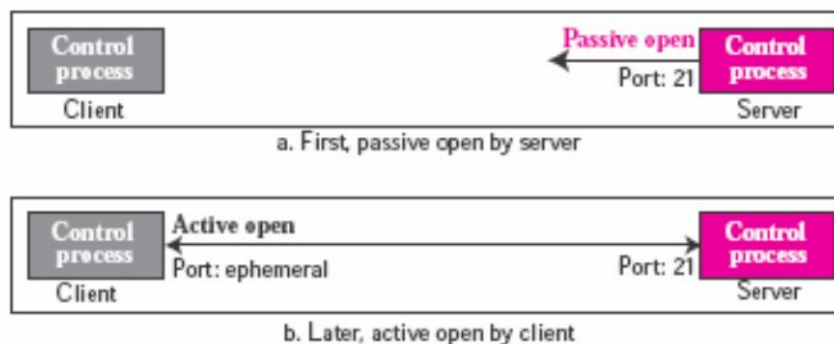 Control
process
Client
Passive open
Port: 21
Control
process
Server
a. First, passive open by server
Control
process
Client
Active open
Port: ephemeral
Port: 21
Control
process
Server
b. Later, active open by client